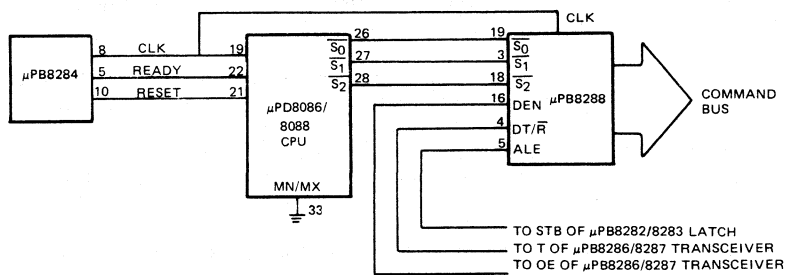 CLK
µPB8284
8 CLK 19
5 READY 22
10 RESET 21
µPD8086/
8088
CPU
MN/MX
33
26 S̅0̅ 19 S̅0̅
27 S̅1̅ 3 S̅1̅
28 S̅2̅ 18 S̅2̅
16 DEN
4 DT/R̅
5 ALE
µPB8288
COMMAND
BUS
TO STB OF µPB8282/8283 LATCH
TO T OF µPB8286/8287 TRANSCEIVER
TO OE OF µPB8286/8287 TRANSCEIVER